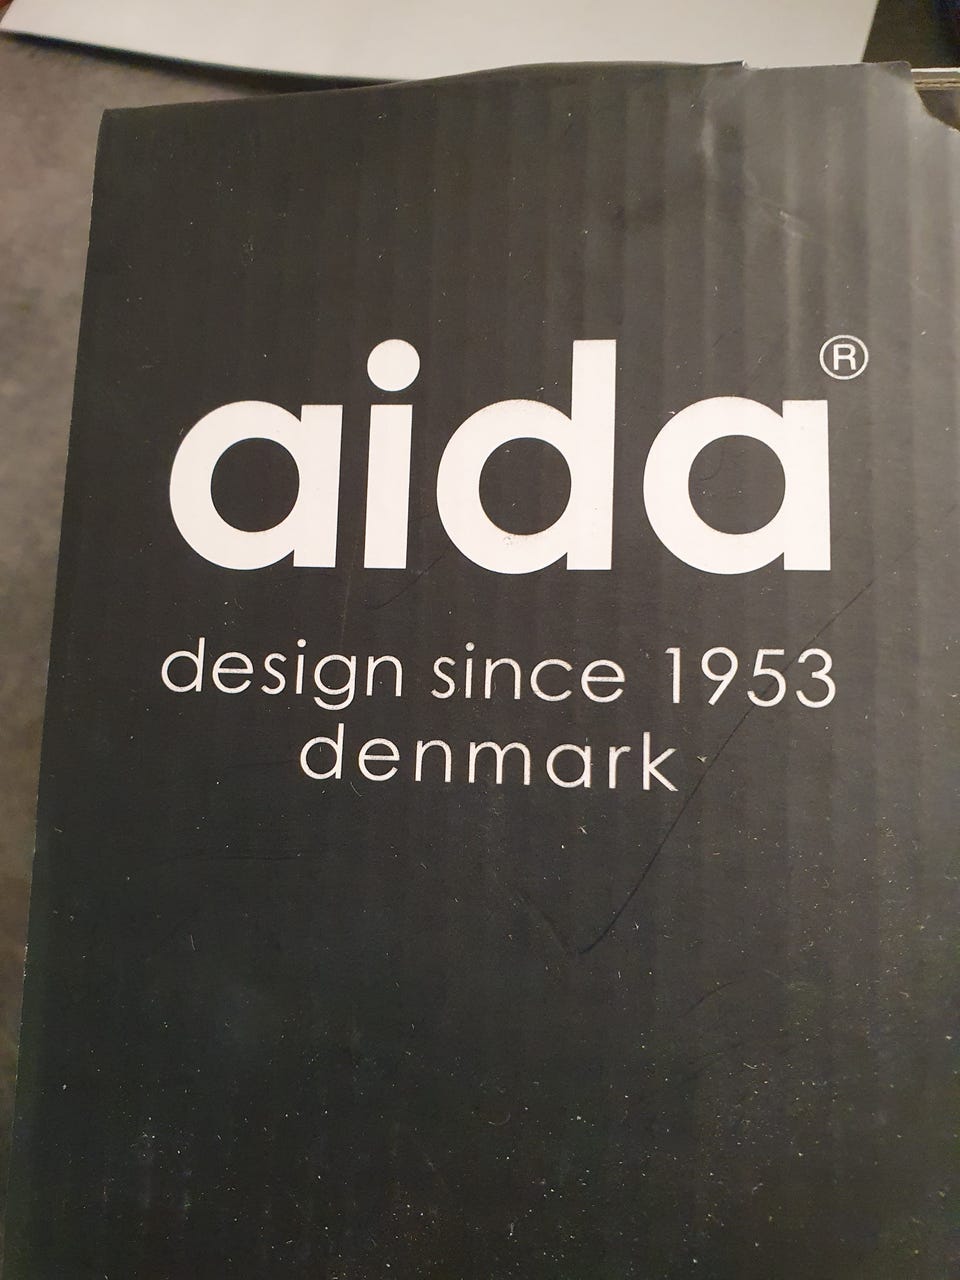 aida®
design since 1953
denmark